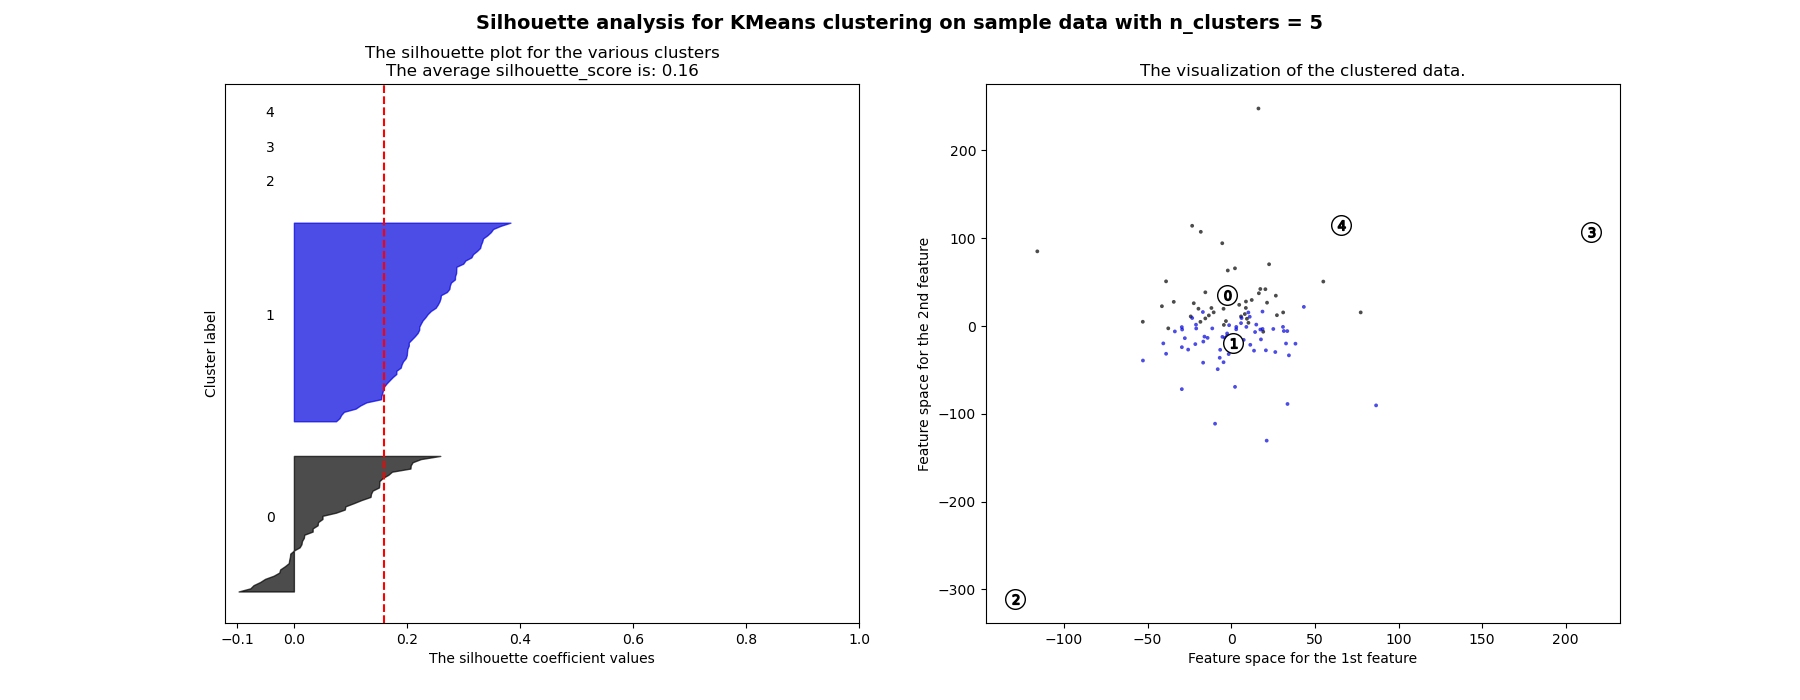 Silhouette analysis for KMeans clustering on sample data with n_clusters = 5
The silhouette plot for the various clusters
The average silhouette_score is: 0.16
4
3
2
1
0
Cluster label
−0.1 0.0 0.2 0.4 0.6 0.8 1.0
The silhouette coefficient values
The visualization of the clustered data.
200
100
0
−100
−200
−300
Feature space for the 2nd feature
4
3
0
1
2
−100 −50 0 50 100 150 200
Feature space for the 1st feature